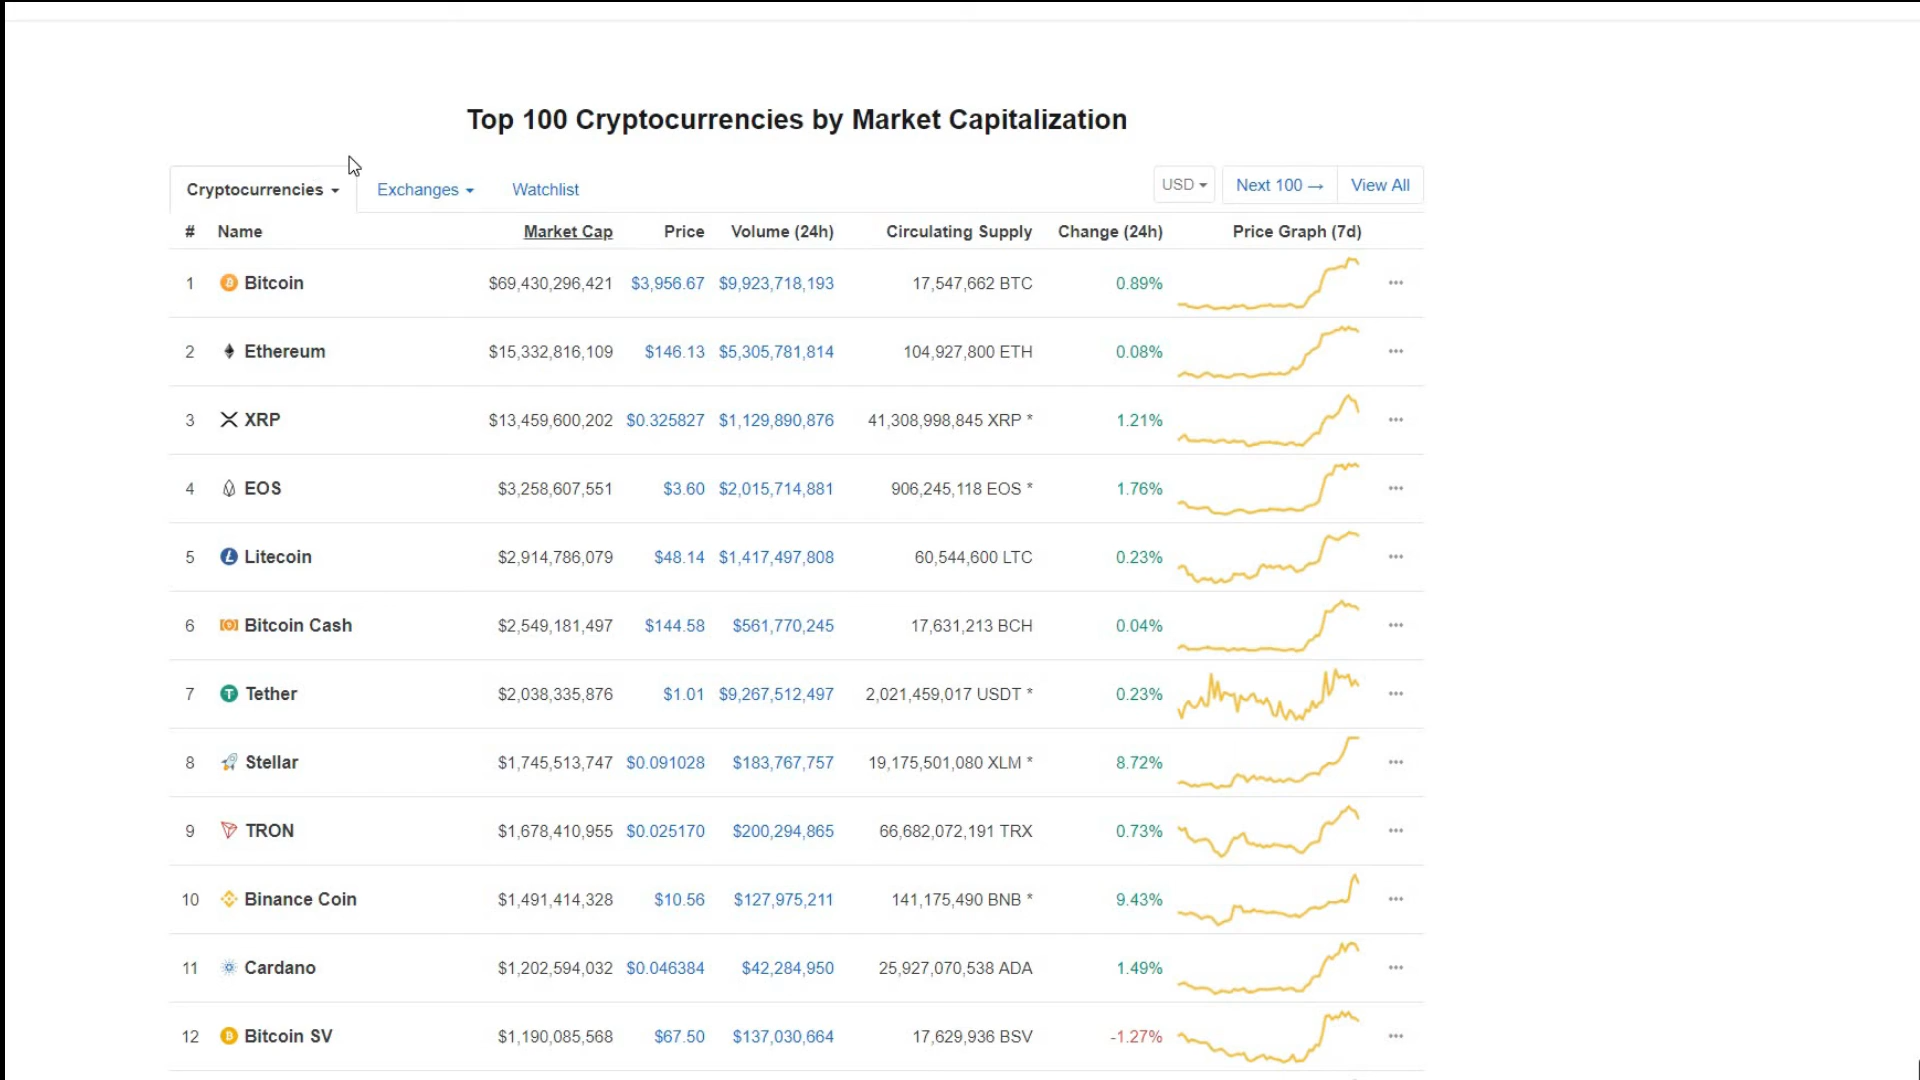 Top 100 Cryptocurrencies by Market Capitalization
Cryptocurrencies Exchanges Watchlist USD Next 100 → View All
# Name Market Cap Price Volume (24h) Circulating Supply Change (24h) Price Graph (7d)
1 Bitcoin $69,430,296,421 $3,956.67 $9,923,718,193 17,547,662 BTC 0.89%
2 Ethereum $15,332,816,109 $146.13 $5,305,781,814 104,927,800 ETH 0.08%
3 XRP $13,459,600,202 $0.325827 $1,129,890,876 41,308,998,845 XRP * 1.21%
4 EOS $3,258,607,551 $3.60 $2,015,714,881 906,245,118 EOS * 1.76%
5 Litecoin $2,914,786,079 $48.14 $1,417,497,808 60,544,600 LTC 0.23%
6 Bitcoin Cash $2,549,181,497 $144.58 $561,770,245 17,631,213 BCH 0.04%
7 Tether $2,038,335,876 $1.01 $9,267,512,497 2,021,459,017 USDT * 0.23%
8 Stellar $1,745,513,747 $0.091028 $183,767,757 19,175,501,080 XLM * 8.72%
9 TRON $1,678,410,955 $0.025170 $200,294,865 66,682,072,191 TRX 0.73%
10 Binance Coin $1,491,414,328 $10.56 $127,975,211 141,175,490 BNB * 9.43%
11 Cardano $1,202,594,032 $0.046384 $42,284,950 25,927,070,538 ADA 1.49%
12 Bitcoin SV $1,190,085,568 $67.50 $137,030,664 17,629,936 BSV -1.27%